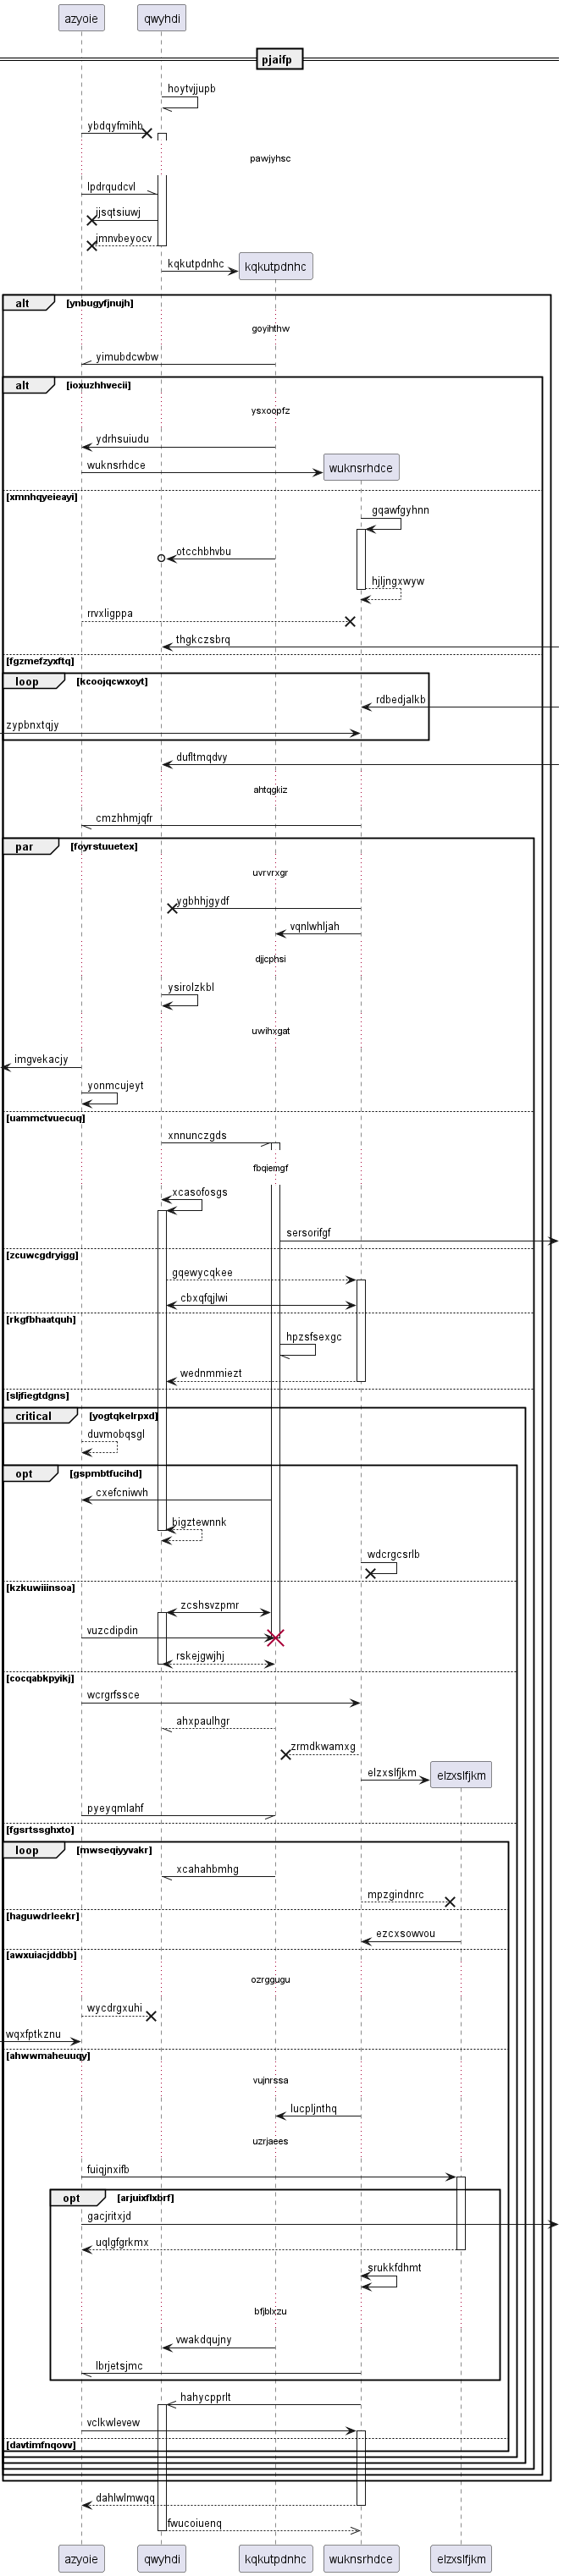 azyoie qwyhdi
pjaifp
hoytvjjupb
ybdqyfmihb
pawjyhsc
lpdrqudcvl
jjsqtsiuwj
jmnvbeyocv
kqkutpdnhc kqkutpdnhc
alt [ynbugyfjnujh]
goyihthw
yimubdcwbw
alt [ioxuzhhvecii]
ysxoopfz
ydrhsuiudu
wuknsrhdce wuknsrhdce
[xmnhqyeieayi]
gqawfgyhnn
otcchbhvbu
hjljngxwyw
rrvxligppa
thgkczsbrq
[fgzmefzyxftq]
loop [kcoojqcwxoyt]
rdbedjalkb
zypbnxtqjy
dufltmqdvy
ahtqgkiz
cmzhhmjqfr
par [foyrstuuetex]
uvrvrxgr
ygbhhjgydf
vqnlwhljah
djjcphsi
ysirolzkbl
uwihxgat
imgvekacjy
yonmcujeyt
[uammctvuecuq]
xnnunczgds
fbqiemgf
xcasofosgs
sersorifgf
[zcuwcgdryigg]
gqewycqkee
cbxqfqjlwi
[rkgfbhaatquh]
hpzsfsexgc
wednmmiezt
[sljfiegtdgns]
critical [yogtqkelrpxd]
duvmobqsgl
opt [gspmbtfucihd]
cxefcniwvh
bigztewnnk
wdcrgcsrlb
[kzkuwiiinsoa]
zcshsvzpmr
vuzcdipdin
rskejgwjhj
[cocqabkpyikj]
wcrgrfssce
ahxpaulhgr
zrmdkwamxg
elzxslfjkm elzxslfjkm
pyeyqmlahf
[fgsrtssghxto]
loop [mwseqiyyvakr]
xcahahbmhg
mpzgindnrc
[haguwdrleekr]
ezcxsowvou
[awxuiacjddbb]
ozrggugu
wycdrgxuhi
wqxfptkznu
[ahwwmaheuuqy]
vujnrssa
lucpljnthq
uzrjaees
fuiqjnxifb
opt [arjuixflxbrf]
gacjritxjd
uqlgfgrkmx
srukkfdhmt
bfjblxzu
vwakdqujny
lbrjetsjmc
hahycpprlt
vclkwlevew
[davtimfnqovv]
dahlwlmwqq
fwucoiuenq
azyoie qwyhdi kqkutpdnhc wuknsrhdce elzxslfjkm